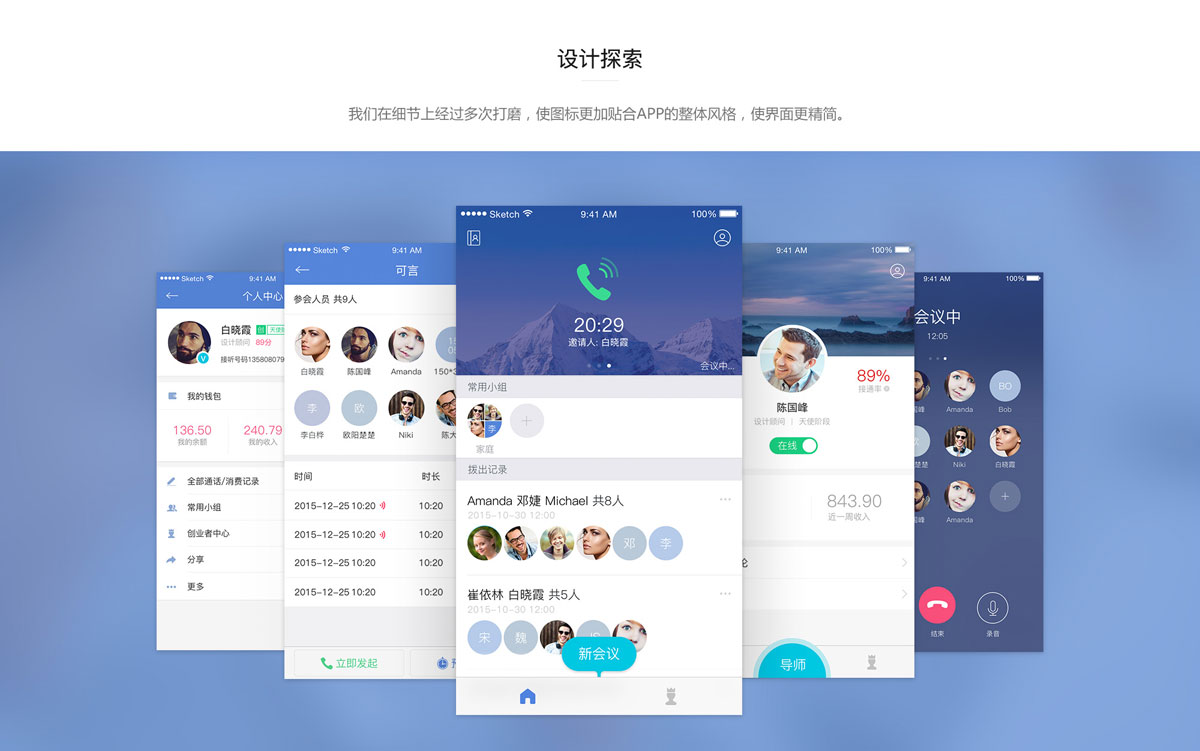 设计探索
我们在细节上经过多次打磨，使图标更加贴合APP的整体风格，使界面更精简。
Sketch 9:41 AM
个人中心
白晓霞 创 天使
设计顾问 89分
接听号码135808079
我的钱包
136.50 240.79
我的余额 我的收入
全部通话/消费记录
常用小组
创业者中心
分享
更多
Sketch 9:41 AM
可言
参会人员 共9人
白晓霞 陈国峰 Amanda 150*
李 欧
李白桦 欧阳楚楚 Niki 陈大
时间 时长
2015-12-25 10:20 10:20
2015-12-25 10:20 10:20
2015-12-25 10:20 10:20
2015-12-25 10:20 10:20
立即发起
Sketch 9:41 AM 100%
20:29
邀请人: 白晓霞
会议中...
常用小组
李
家庭
拨出记录
Amanda 邓婕 Michael 共8人
2015-10-30 12:00
邓 李
崔依林 白晓霞 共5人
2015-10-30 12:00
宋 魏
新会议
9:41 AM 100%
89%
接通率
陈国峰
设计顾问 | 天使阶段
在线
843.90
近一周收入
导师
9:41 AM 100%
会议中
12:05
BO
国峰 Amanda Bob
楚楚 Niki 白晓霞
国峰 Amanda
结束 录音